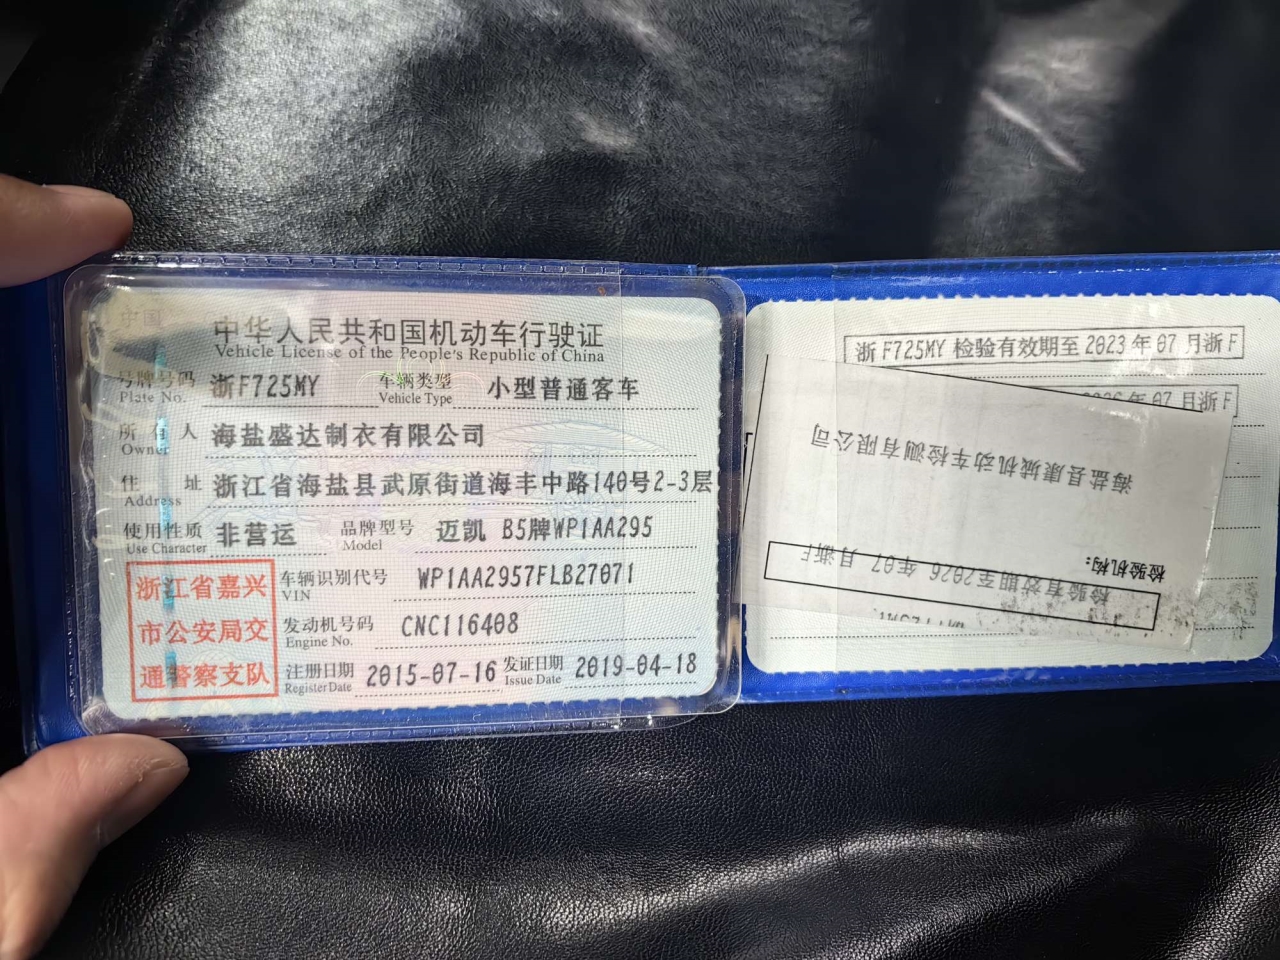 中国
中华人民共和国机动车行驶证
Vehicle License of the People's Republic of China
号牌号码 浙F725MY 车辆类型 小型普通客车
Plate No. Vehicle Type
所有人 海盐盛达制衣有限公司
Owner
住址 浙江省海盐县武原街道海丰中路140号2-3层
Address
使用性质 非营运 品牌型号 迈凯 B5牌WP1AA295
Use Character Model
浙江省嘉兴
市公安局交
通警察支队
车辆识别代号 WP1AA2957FLB27071
VIN
发动机号码 CNC116408
Engine No.
注册日期 2015-07-16 发证日期 2019-04-18
Register Date Issue Date
浙F725MY 检验有效期至 2023 年 07 月浙F
2026 年 07 月浙F
检验有效期至2026 年07 月 浙F
检验机构:
海盐县康城机动车检测有限公司